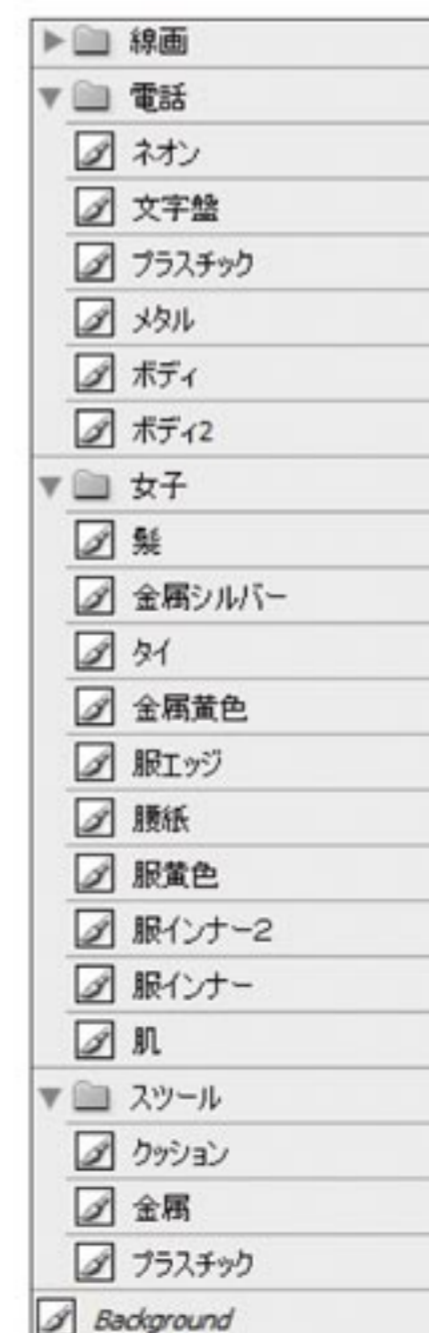 線画
電話
ネオン
文字盤
プラスチック
メタル
ボディ
ボディ2
女子
髪
金属シルバー
タイ
金属黄色
服エッジ
腰紙
服黄色
服インナー2
服インナー
肌
スツール
クッション
金属
プラスチック
Background